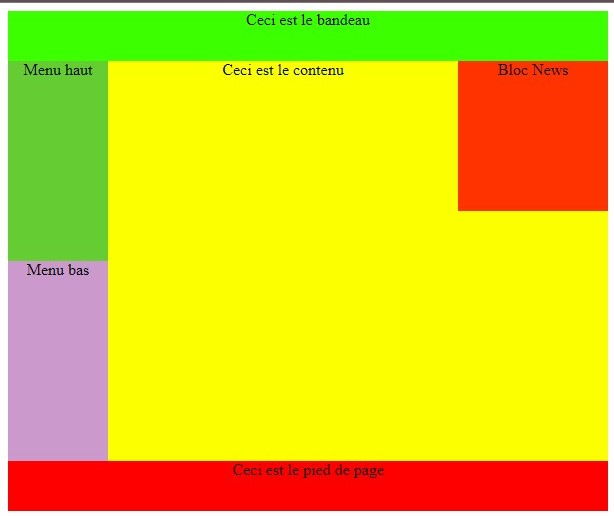 Ceci est le bandeau
Menu haut
Ceci est le contenu
Bloc News
Menu bas
Ceci est le pied de page